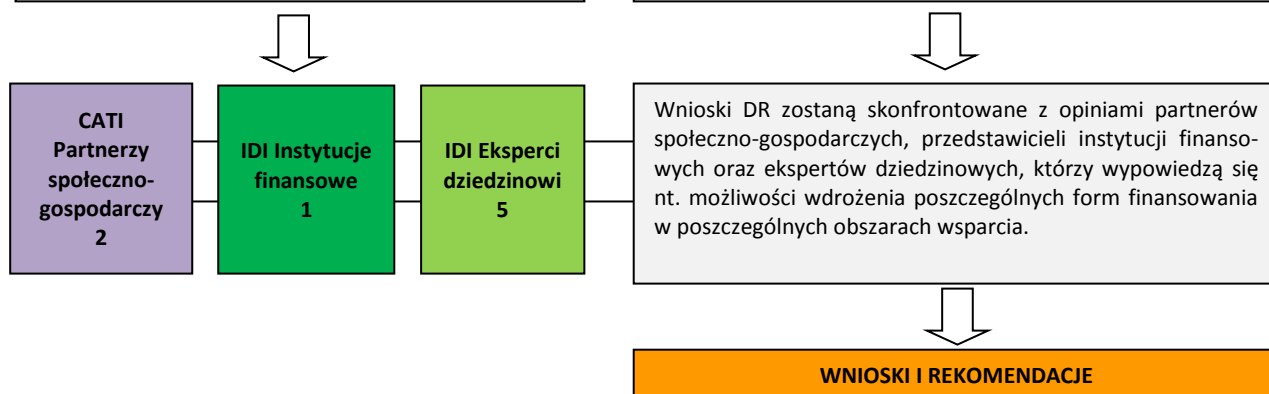 CATI
Partnerzy
społeczno-
gospodarczy
2
IDI Instytucje
finansowe
1
IDI Eksperci
dziedzinowi
5
Wnioski DR zostaną skonfrontowane z opiniami partnerów
społeczno-gospodarczych, przedstawicieli instytucji finanso-
wych oraz ekspertów dziedzinowych, którzy wypowiedzą się
nt. możliwości wdrożenia poszczególnych form finansowania
w poszczególnych obszarach wsparcia.
WNIOSKI I REKOMENDACJE